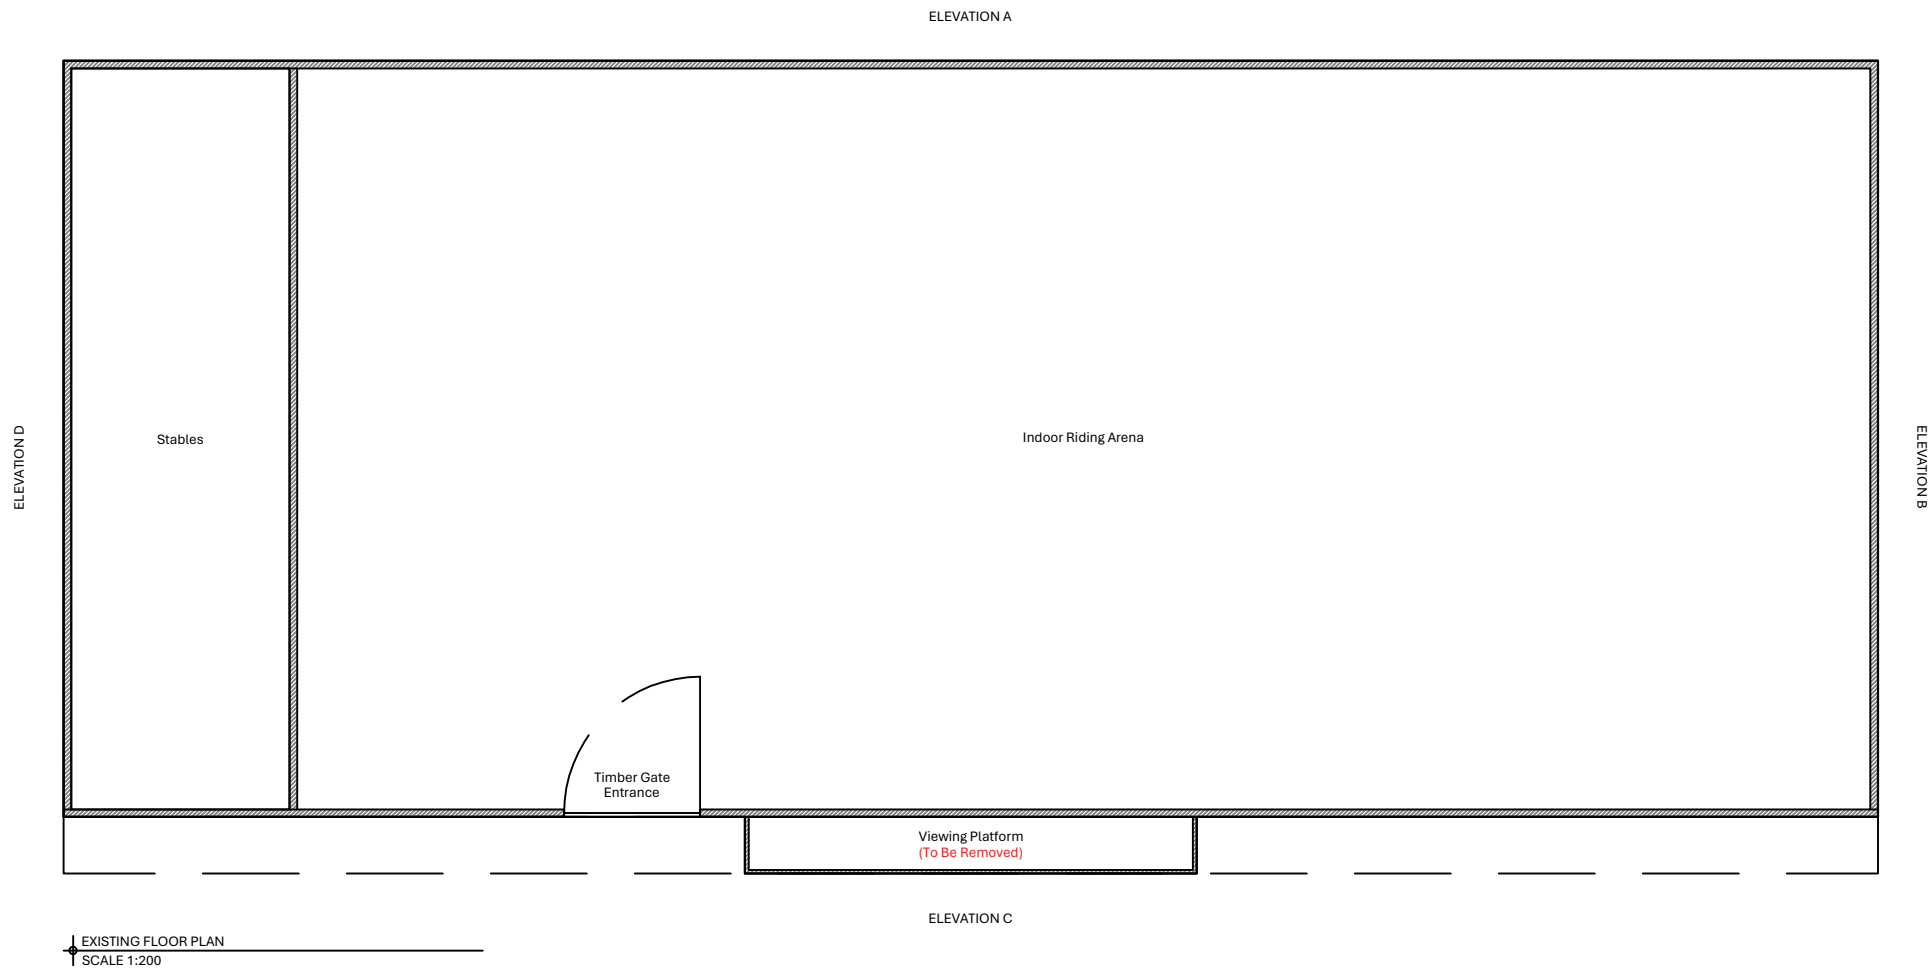 ELEVATION A
ELEVATION D
Stables
Indoor Riding Arena
ELEVATION B
Timber Gate
Entrance
Viewing Platform
(To Be Removed)
ELEVATION C
EXISTING FLOOR PLAN
SCALE 1:200